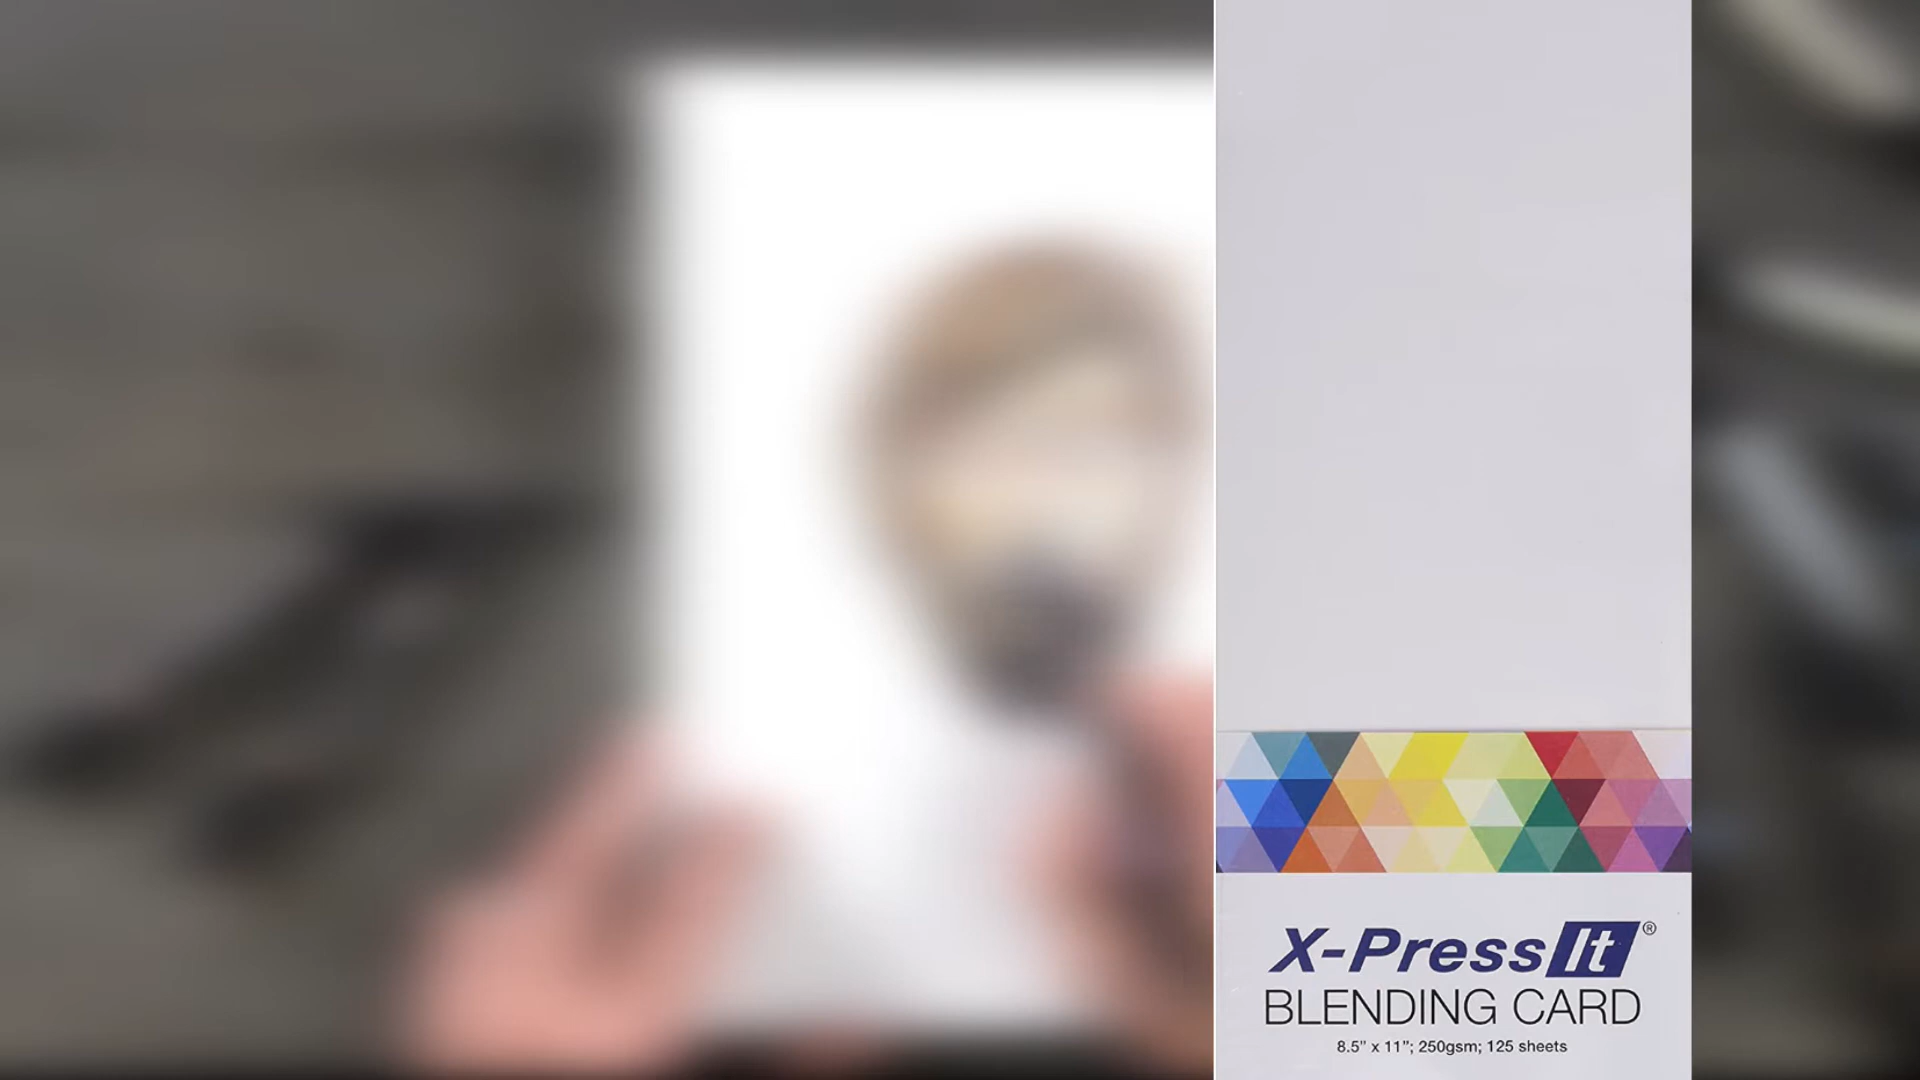 X-Press It®
BLENDING CARD
8.5” x 11”; 250gsm; 125 sheets